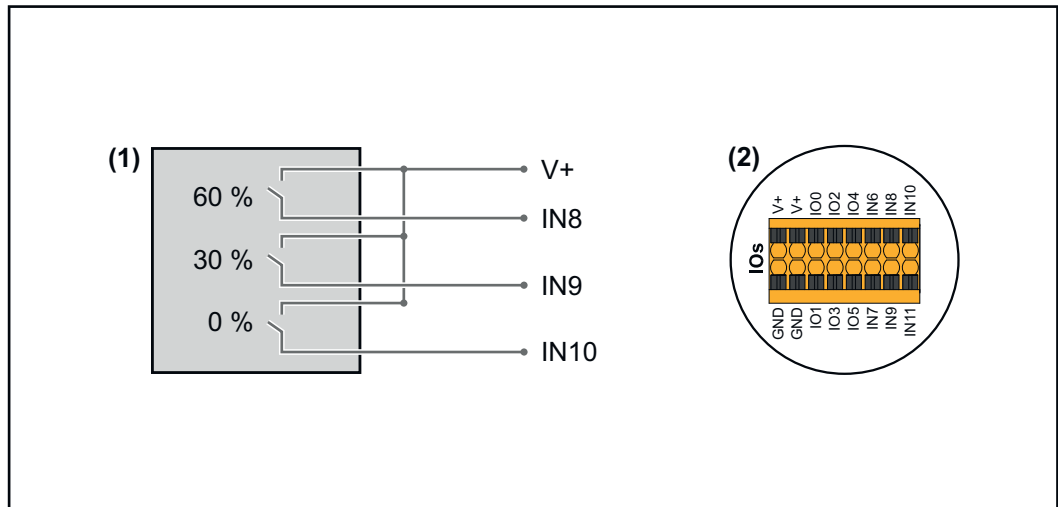 (1)
60 %
30 %
0 %
V+
IN8
IN9
IN10
(2)
IOs
V+
V+
IO0
IO2
IO4
IN6
IN8
IN10
GND
GND
IO1
IO3
IO5
IN7
IN9
IN11